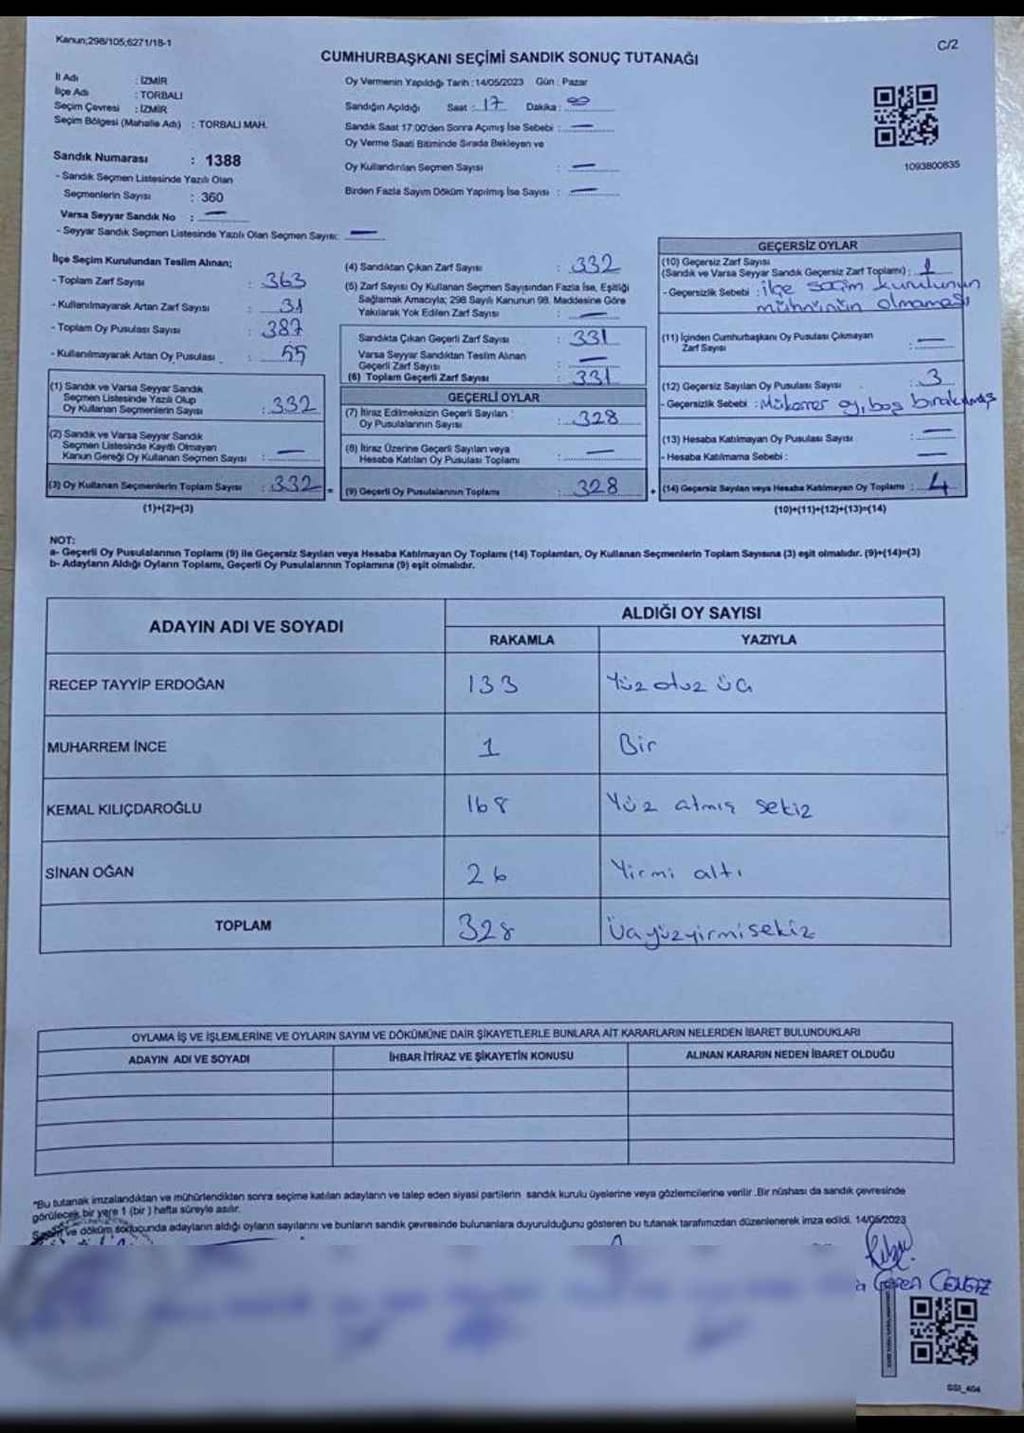 Kanun;298/105,6271/18-1
C/2
CUMHURBAŞKANI SEÇİMİ SANDIK SONUÇ TUTANAĞI
İl Adı : İZMİR
İlçe Adı : TORBALI
Seçim Çevresi : İZMİR
Seçim Bölgesi (Mahalle Adı) : TORBALI MAH.
Oy Vermenin Yapıldığı Tarih :14/05/2023 Gün : Pazar
Sandığın Açıldığı Saat : 17 Dakika : 00
Sandık Saat 17:00'den Sonra Açımış İse Sebebi : —
Oy Verme Saati Bitiminde Sırada Bekleyen ve
Oy Kullandırılan Seçmen Sayısı : —
Birden Fazla Sayım Döküm Yapılmış İse Sayısı : —
1093800835
Sandık Numarası : 1388
- Sandık Seçmen Listesinde Yazılı Olan
Seçmenlerin Sayısı : 360
Varsa Seyyar Sandık No : —
- Seyyar Sandık Seçmen Listesinde Yazılı Olan Seçmen Sayısı: —
İlçe Seçim Kurulundan Teslim Alınan;
- Toplam Zarf Sayısı : 363
- Kullanılmayarak Artan Zarf Sayısı : 31
- Toplam Oy Pusulası Sayısı : 387
- Kullanılmayarak Artan Oy Pusulası : 55
(1) Sandık ve Varsa Seyyar Sandık
Seçmen Listesinde Yazılı Olup
Oy Kullanan Seçmenlerin Sayısı : 332
(2) Sandık ve Varsa Seyyar Sandık
Seçmen Listesinde Kayıtlı Olmayan
Kanun Gereği Oy Kullanan Seçmen Sayısı : —
(3) Oy Kullanan Seçmenlerin Toplam Sayısı : 332 =
(1)+(2)=(3)
(4) Sandıktan Çıkan Zarf Sayısı : 332
(5) Zarf Sayısı Oy Kullanan Seçmen Sayısından Fazla İse, Eşitliği
Sağlamak Amacıyla; 298 Sayılı Kanunun 98. Maddesine Göre
Yakılarak Yok Edilen Zarf Sayısı : —
Sandıkta Çıkan Geçerli Zarf Sayısı : 331
Varsa Seyyar Sandıktan Teslim Alınan
Geçerli Zarf Sayısı : —
(6) Toplam Geçerli Zarf Sayısı : 331
GEÇERLİ OYLAR
(7) İtiraz Edilmeksizin Geçerli Sayılan
Oy Pusulalarının Sayısı : 328
(8) İtiraz Üzerine Geçerli Sayılan veya
Hesaba Katılan Oy Pusulası Toplamı : —
(9) Geçerli Oy Pusulalarının Toplamı : 328 +
GEÇERSİZ OYLAR
(10) Geçersiz Zarf Sayısı
(Sandık ve Varsa Seyyar Sandık Geçersiz Zarf Toplamı) : 1
- Geçersizlik Sebebi : ilçe seçim kurulunun
mührünün olmaması
(11) İçinden Cumhurbaşkanı Oy Pusulası Çıkmayan
Zarf Sayısı : —
(12) Geçersiz Sayılan Oy Pusulası Sayısı : 3
- Geçersizlik Sebebi : Mükerrer oy, boş bırakılmış
(13) Hesaba Katılmayan Oy Pusulası Sayısı : —
- Hesaba Katılmama Sebebi : —
(14) Geçersiz Sayılan veya Hesaba Katılmayan Oy Toplamı : 4
(10)+(11)+(12)+(13)=(14)
NOT:
a- Geçerli Oy Pusulalarının Toplamı (9) ile Geçersiz Sayılan veya Hesaba Katılmayan Oy Toplamı (14) Toplamları, Oy Kullanan Seçmenlerin Toplam Sayısına (3) eşit olmalıdır. (9)+(14)=(3)
b- Adayların Aldığı Oyların Toplamı, Geçerli Oy Pusulalarının Toplamına (9) eşit olmalıdır.
ADAYIN ADI VE SOYADI ALDIĞI OY SAYISI
RAKAMLA YAZIYLA
RECEP TAYYİP ERDOĞAN 133 Yüz otuz üç
MUHARREM İNCE 1 Bir
KEMAL KILIÇDAROĞLU 168 Yüz atmış sekiz
SİNAN OĞAN 26 Yirmi altı
TOPLAM 328 Üçyüzyirmisekiz
OYLAMA İŞ VE İŞLEMLERİNE VE OYLARIN SAYIM VE DÖKÜMÜNE DAİR ŞİKAYETLERLE BUNLARA AİT KARARLARIN NELERDEN İBARET BULUNDUKLARI
ADAYIN ADI VE SOYADI İHBAR İTİRAZ VE ŞİKAYETİN KONUSU ALINAN KARARIN NEDEN İBARET OLDUĞU
"Bu tutanak imzalandıktan ve mühürlendikten sonra seçime katılan adayların ve talep eden siyasi partilerin sandık kurulu üyelerine veya gözlemcilerine verilir. Bir nüshası da sandık çevresinde
görülecek bir yere 1 (bir ) hafta süreyle asılır.
Sayım ve döküm sonucunda adayların aldığı oyların sayılarını ve bunların sandık çevresinde bulunanlara duyurulduğunu gösteren bu tutanak tarafımızdan düzenlenerek imza edildi. 14/05/2023
SSI_404